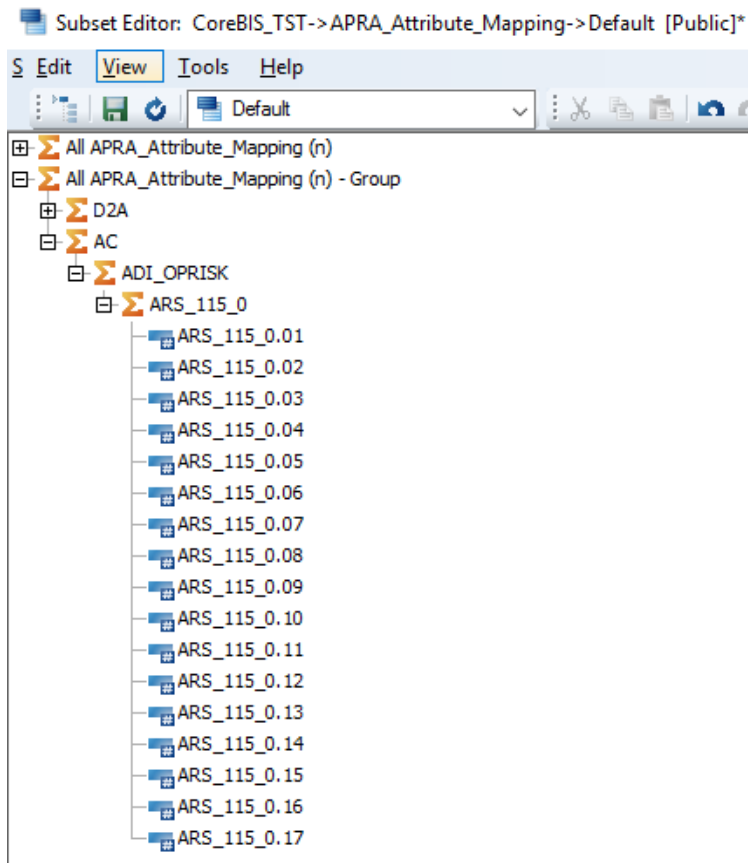 Subset Editor: CoreBIS_TST->APRA_Attribute_Mapping->Default [Public]*
S Edit View Tools Help
Default
All APRA_Attribute_Mapping (n)
All APRA_Attribute_Mapping (n) - Group
D2A
AC
ADI_OPRISK
ARS_115_0
ARS_115_0.01
ARS_115_0.02
ARS_115_0.03
ARS_115_0.04
ARS_115_0.05
ARS_115_0.06
ARS_115_0.07
ARS_115_0.08
ARS_115_0.09
ARS_115_0.10
ARS_115_0.11
ARS_115_0.12
ARS_115_0.13
ARS_115_0.14
ARS_115_0.15
ARS_115_0.16
ARS_115_0.17